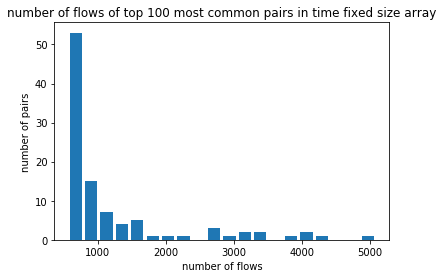 number of flows of top 100 most common pairs in time fixed size array
50
40
30
20
10
0
number of pairs
1000 2000 3000 4000 5000
number of flows